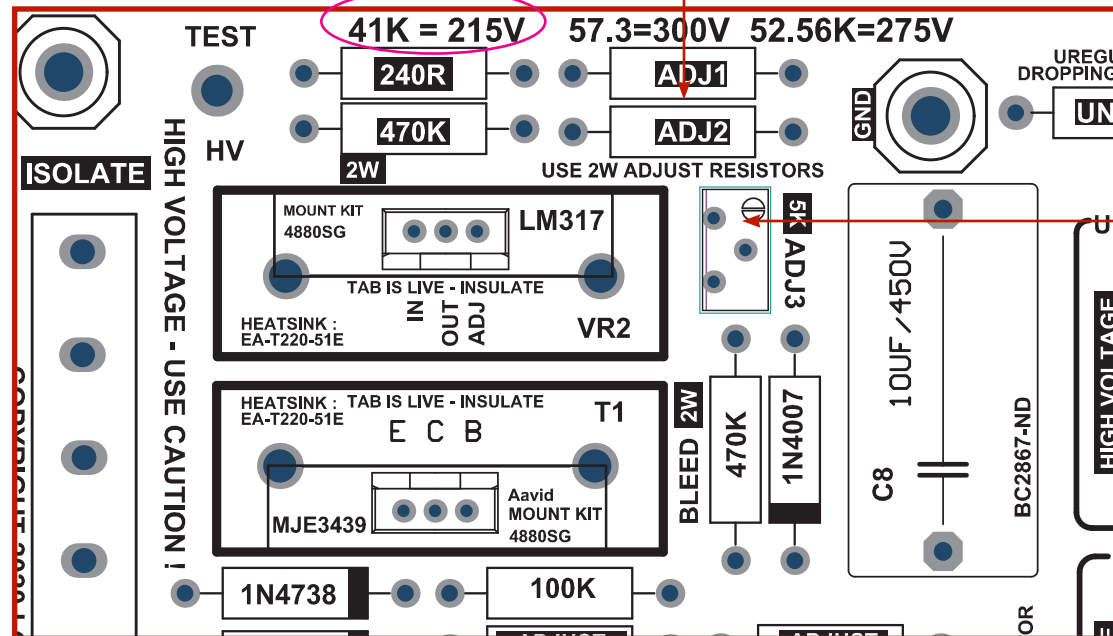 TEST
41K = 215V 57.3=300V 52.56K=275V
240R
ADJ1
470K
ADJ2
2W
USE 2W ADJUST RESISTORS
HV
GND
DROPPING
UN
ISOLATE
HIGH VOLTAGE - USE CAUTION !
MOUNT KIT
4880SG
LM317
TAB IS LIVE - INSULATE
IN
OUT
ADJ
HEATSINK :
EA-T220-51E
VR2
5K ADJ3
10UF/450V
C8
BC2867-ND
HIGH VOLTAGE
HEATSINK : TAB IS LIVE - INSULATE
EA-T220-51E
T1
E C B
MJE3439
Aavid
MOUNT KIT
4880SG
BLEED 2W
470K
1N4007
1N4738
100K